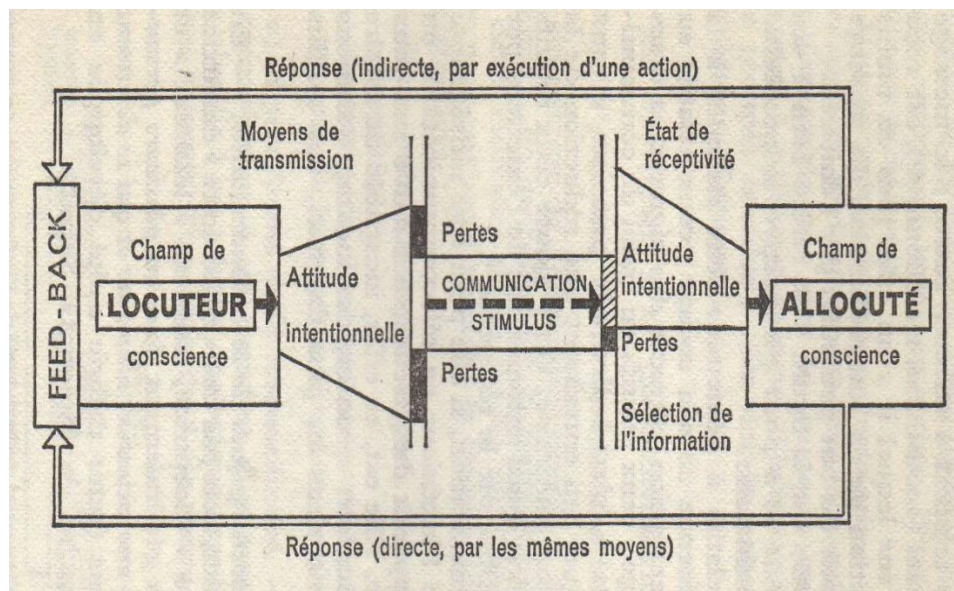 Réponse (indirecte, par exécution d'une action)
Moyens de
transmission
État de
réceptivité
FEED-BACK
Champ de
LOCUTEUR
conscience
Attitude
intentionnelle
Pertes
COMMUNICATION
STIMULUS
Pertes
Attitude
intentionnelle
Pertes
Sélection de
l'information
Champ de
ALLOCUTÉ
conscience
Réponse (directe, par les mêmes moyens)